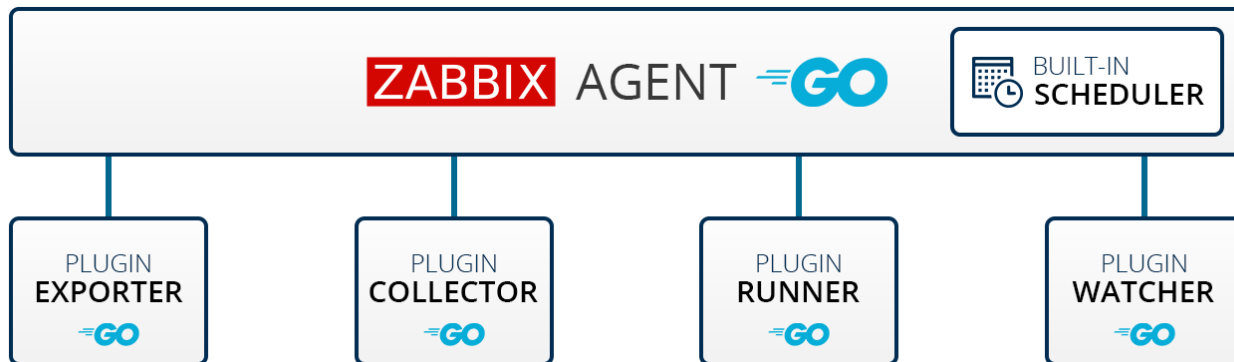 ZABBIX AGENT GO
BUILT-IN
SCHEDULER
PLUGIN
EXPORTER
GO
PLUGIN
COLLECTOR
GO
PLUGIN
RUNNER
GO
PLUGIN
WATCHER
GO